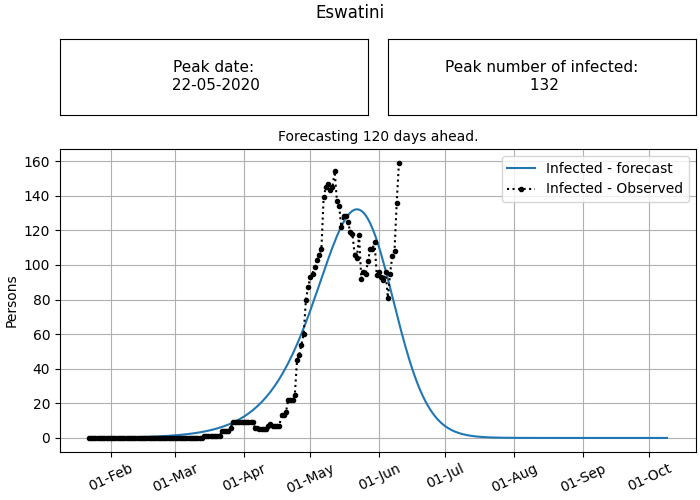 Eswatini
Peak date:
22-05-2020
Peak number of infected:
132
Forecasting 120 days ahead.
Infected - forecast
Infected - Observed
Persons
160
140
120
100
80
60
40
20
0
01-Feb
01-Mar
01-Apr
01-May
01-Jun
01-Jul
01-Aug
01-Sep
01-Oct